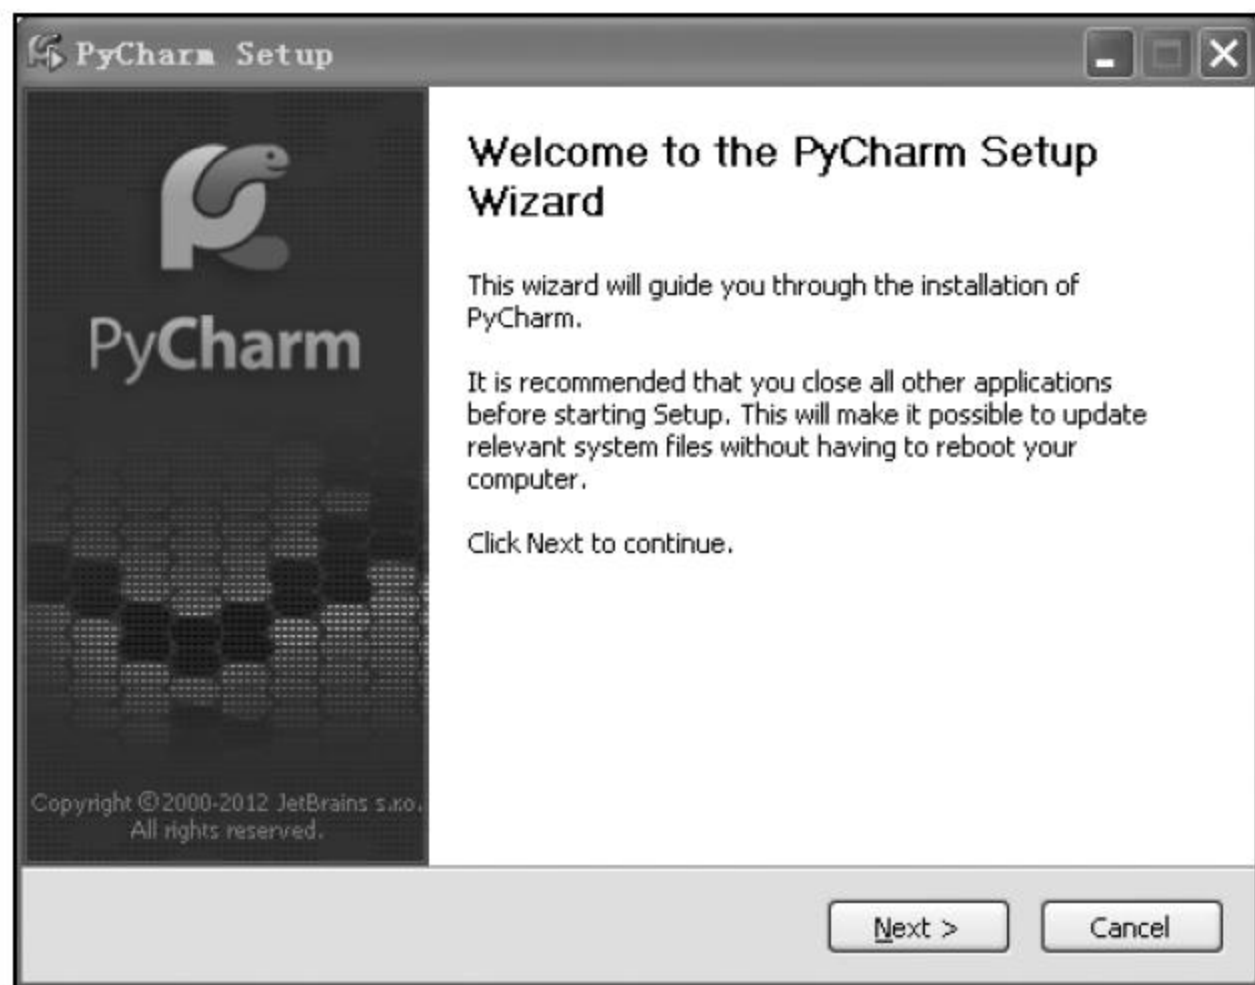 PyCharm Setup
Welcome to the PyCharm Setup
Wizard
This wizard will guide you through the installation of
PyCharm.
It is recommended that you close all other applications
before starting Setup. This will make it possible to update
relevant system files without having to reboot your
computer.
Click Next to continue.
PyCharm
Copyright © 2000-2012 JetBrains s.r.o.
All rights reserved.
Next >
Cancel